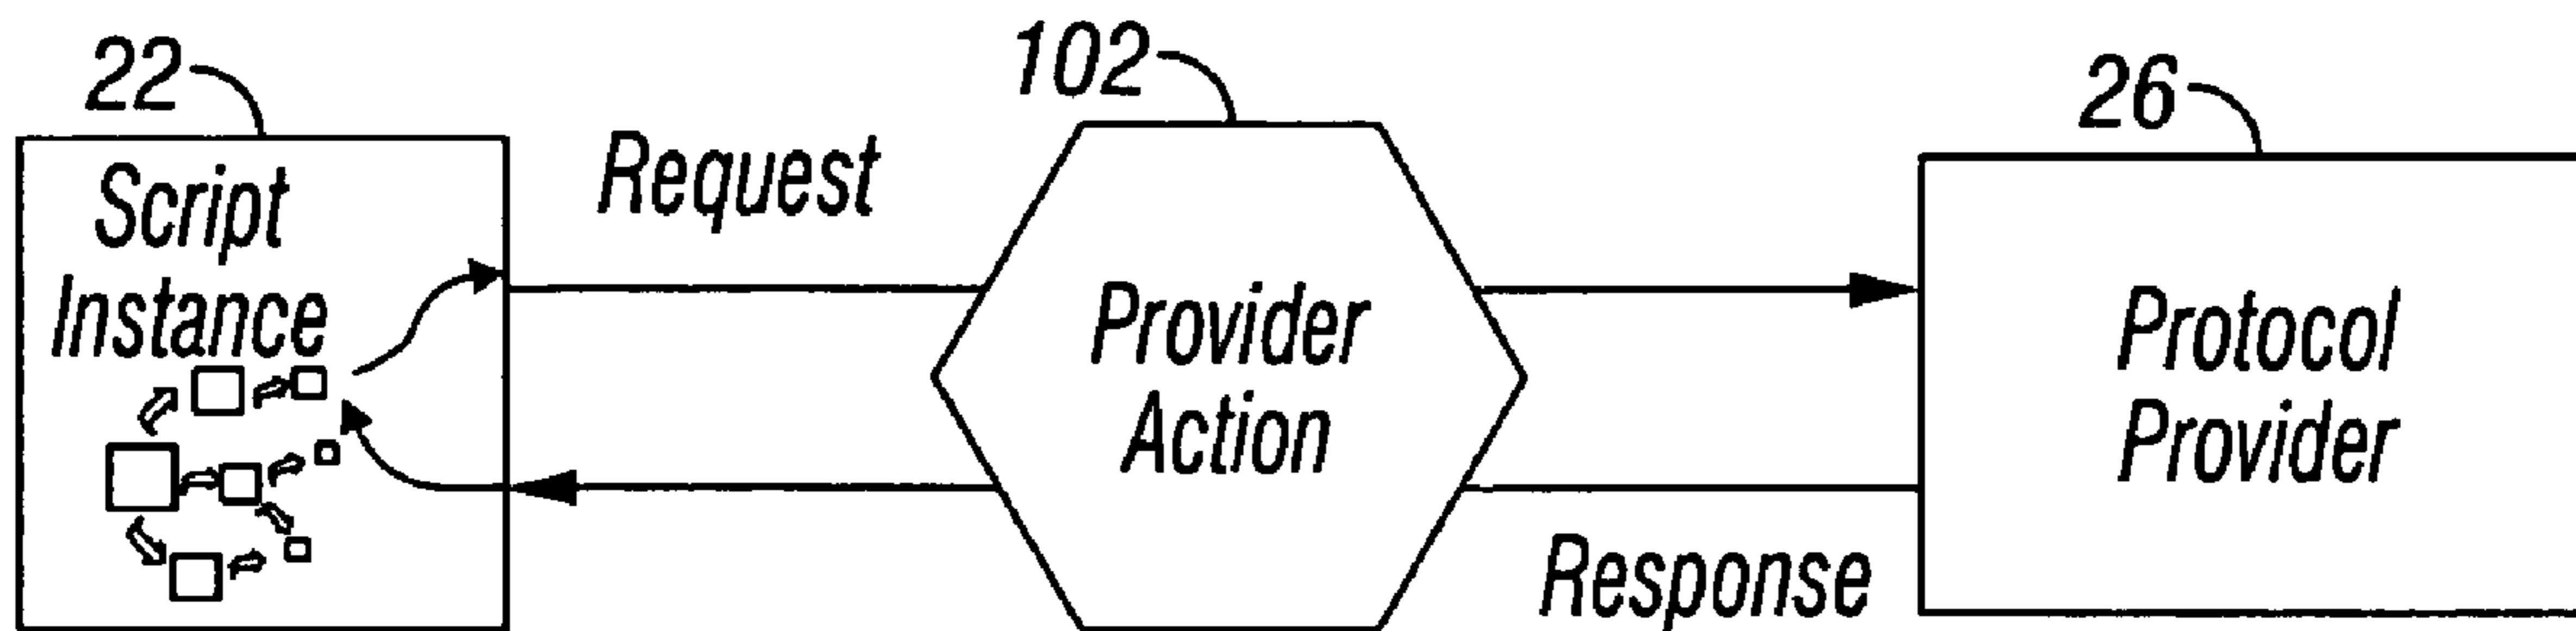 22
102
26
Script
Instance
Request
Provider
Action
Protocol
Provider
Response